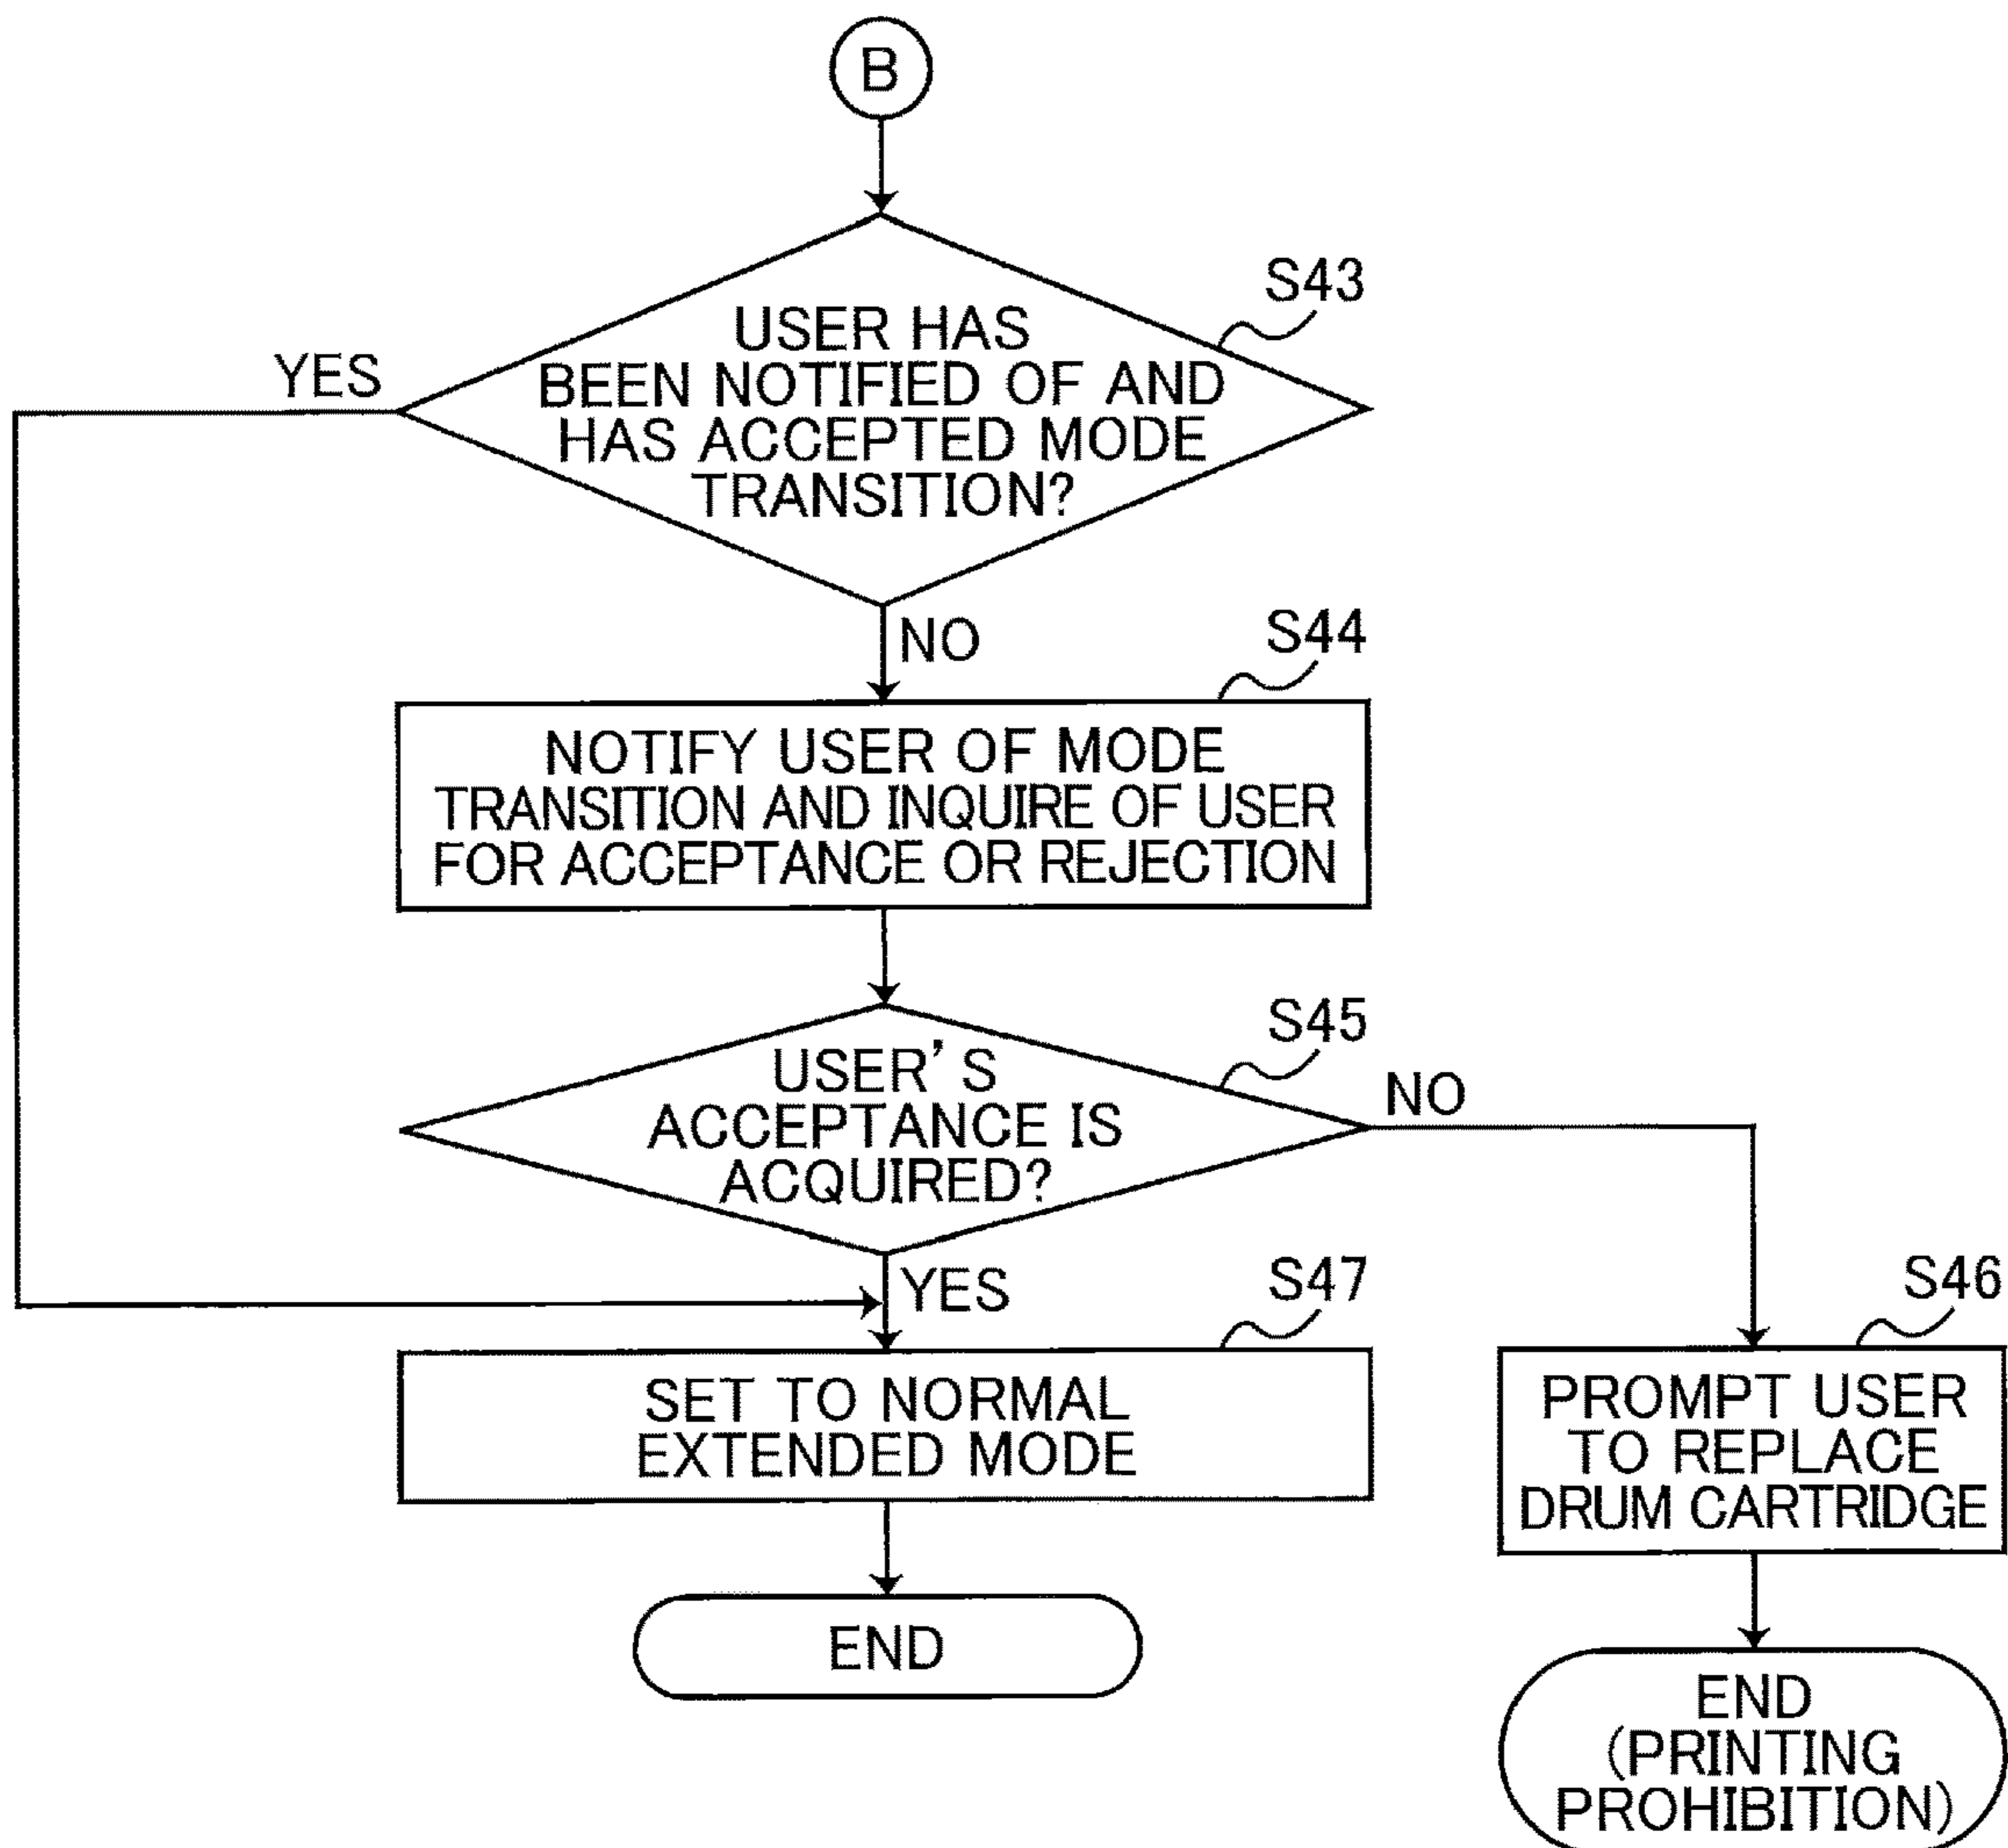 B
S43
USER HAS
BEEN NOTIFIED OF AND
HAS ACCEPTED MODE
TRANSITION?
YES
NO
S44
NOTIFY USER OF MODE
TRANSITION AND INQUIRE OF USER
FOR ACCEPTANCE OR REJECTION
S45
USER'S
ACCEPTANCE IS
ACQUIRED?
NO
YES
S47
SET TO NORMAL
EXTENDED MODE
END
S46
PROMPT USER
TO REPLACE
DRUM CARTRIDGE
END
(PRINTING
PROHIBITION)